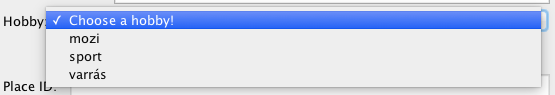 Hobby: ✓ Choose a hobby!
mozi
sport
varrás
Place ID: